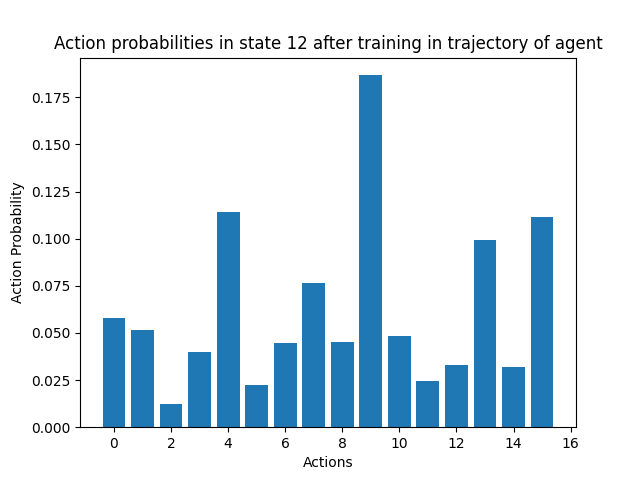 Action probabilities in state 12 after training in trajectory of agent
0.175
0.150
0.125
0.100
0.075
0.050
0.025
0.000
Action Probability
0 2 4 6 8 10 12 14 16
Actions